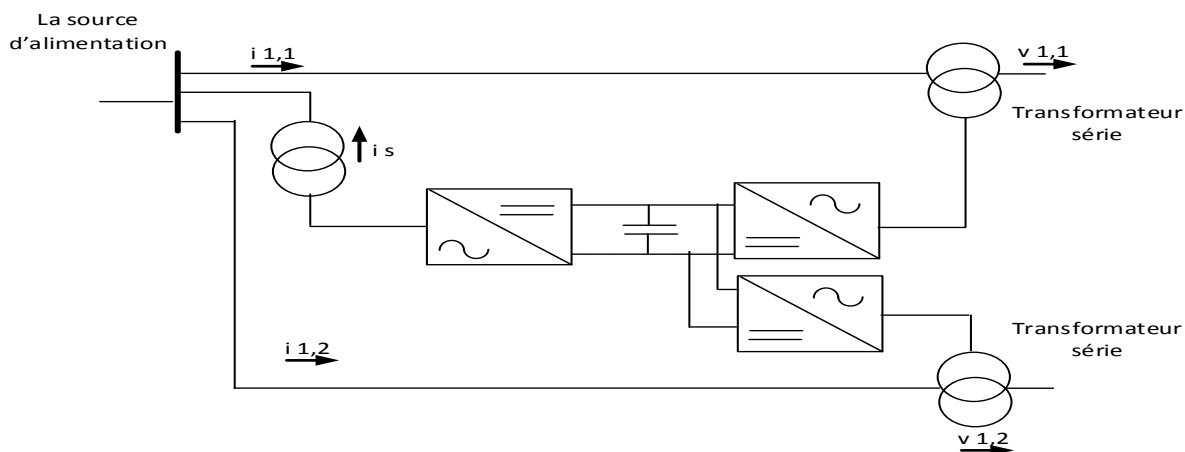 La source
d’alimentation
i 1,1
v 1,1
Transformateur
série
i s
i 1,2
Transformateur
série
v 1,2